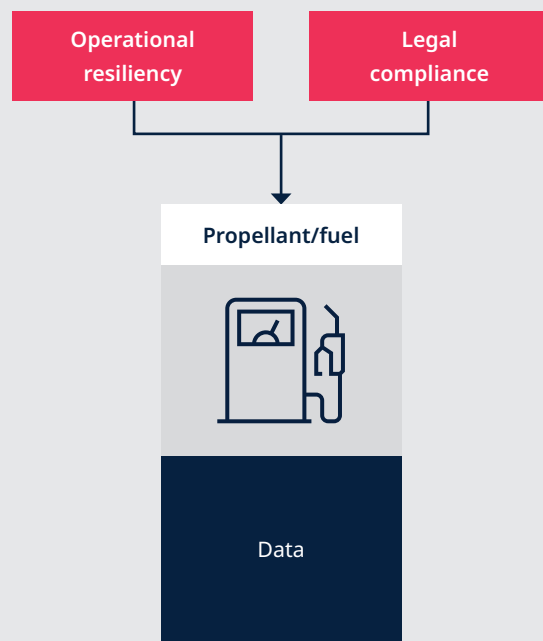 Operational
resiliency
Legal
compliance
Propellant/fuel
Data